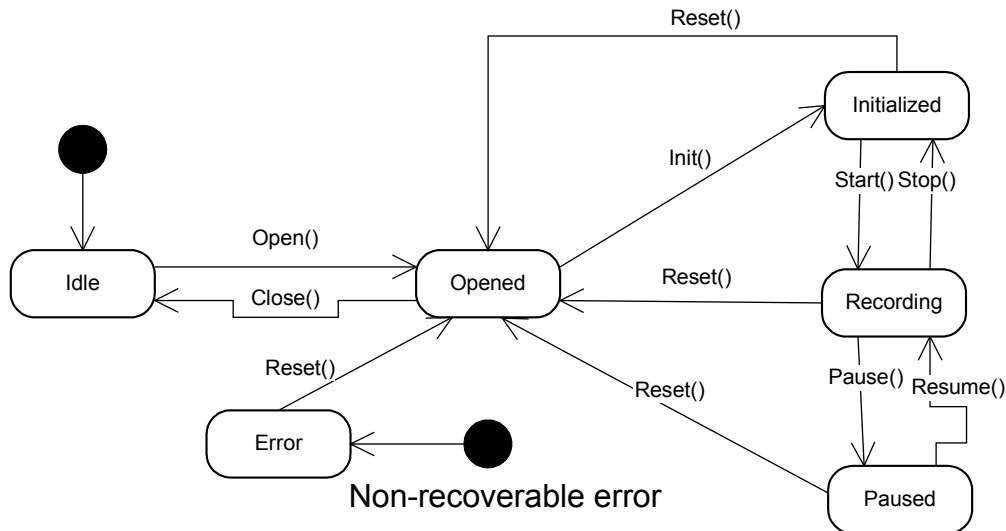 Reset()
Initialized
Init()
Start() Stop()
Open()
Idle
Opened
Close()
Reset()
Recording
Reset()
Pause()
Resume()
Reset()
Error
Non-recoverable error
Paused